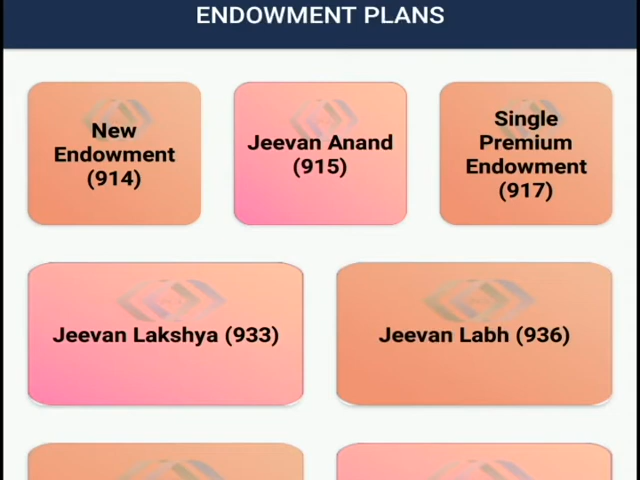 ENDOWMENT PLANS
New
Endowment
(914)
Jeevan Anand
(915)
Single
Premium
Endowment
(917)
Jeevan Lakshya (933)
Jeevan Labh (936)